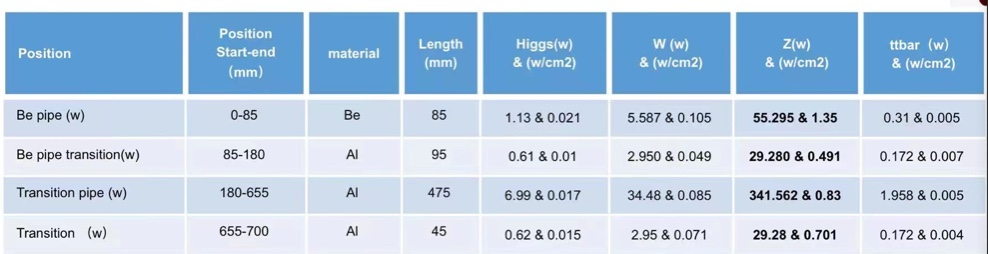 Position Position Start-end (mm) material Length (mm) Higgs(w) & (w/cm2) W (w) & (w/cm2) Z(w) & (w/cm2) ttbar (w) & (w/cm2)
Be pipe (w) 0-85 Be 85 1.13 & 0.021 5.587 & 0.105 55.295 & 1.35 0.31 & 0.005
Be pipe transition(w) 85-180 Al 95 0.61 & 0.01 2.950 & 0.049 29.280 & 0.491 0.172 & 0.007
Transition pipe (w) 180-655 Al 475 6.99 & 0.017 34.48 & 0.085 341.562 & 0.83 1.958 & 0.005
Transition (w) 655-700 Al 45 0.62 & 0.015 2.95 & 0.071 29.28 & 0.701 0.172 & 0.004